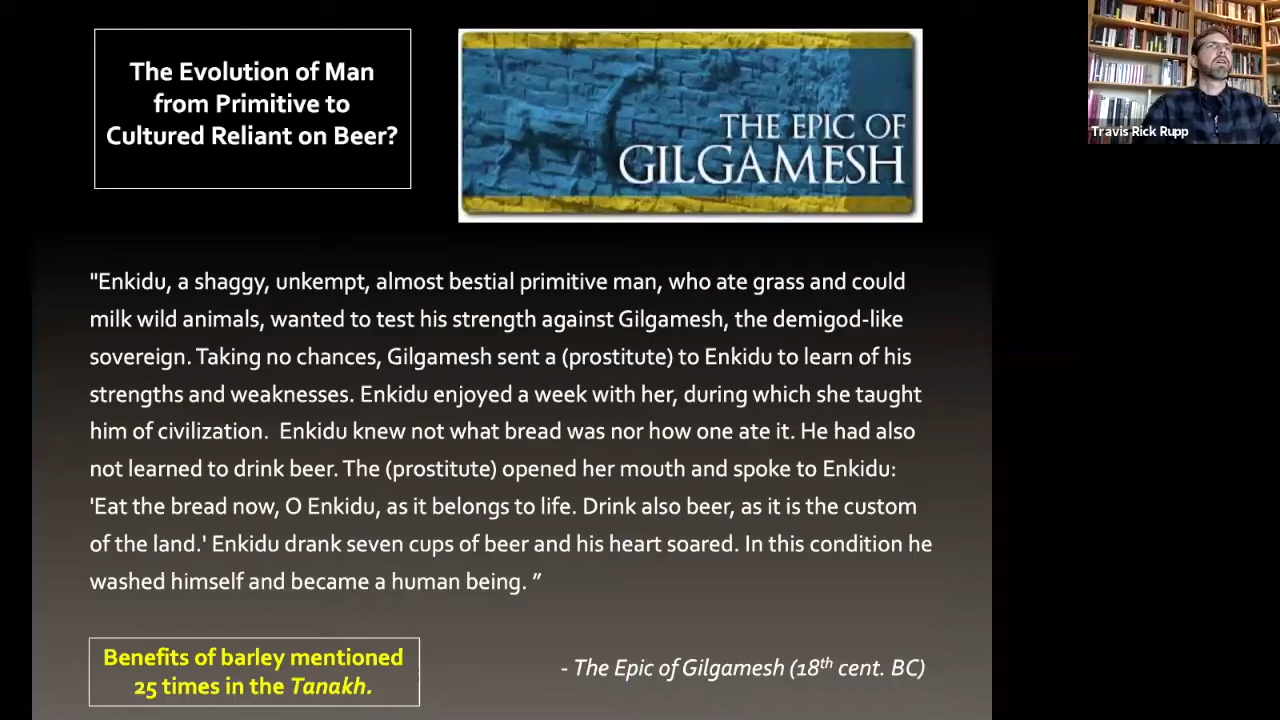 The Evolution of Man
from Primitive to
Cultured Reliant on Beer?
THE EPIC OF
GILGAMESH
Travis Rick Rupp
"Enkidu, a shaggy, unkempt, almost bestial primitive man, who ate grass and could
milk wild animals, wanted to test his strength against Gilgamesh, the demigod-like
sovereign. Taking no chances, Gilgamesh sent a (prostitute) to Enkidu to learn of his
strengths and weaknesses. Enkidu enjoyed a week with her, during which she taught
him of civilization.  Enkidu knew not what bread was nor how one ate it. He had also
not learned to drink beer. The (prostitute) opened her mouth and spoke to Enkidu:
'Eat the bread now, O Enkidu, as it belongs to life. Drink also beer, as it is the custom
of the land.' Enkidu drank seven cups of beer and his heart soared. In this condition he
washed himself and became a human being. ”
Benefits of barley mentioned
25 times in the Tanakh.
- The Epic of Gilgamesh (18th cent. BC)